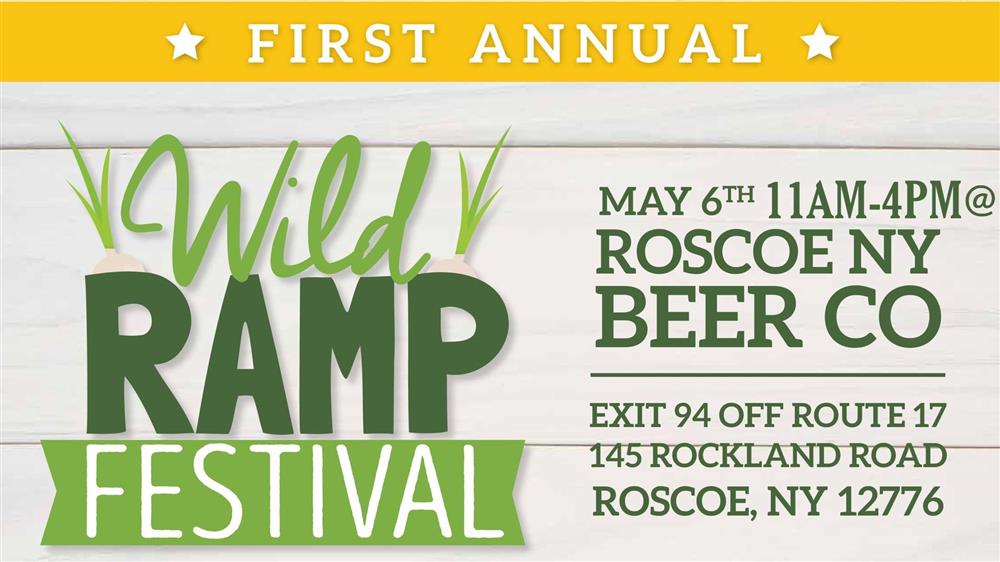 FIRST ANNUAL
Wild
RAMP
FESTIVAL
MAY 6TH 11AM-4PM@
ROSCOE NY
BEER CO
EXIT 94 OFF ROUTE 17
145 ROCKLAND ROAD
ROSCOE, NY 12776